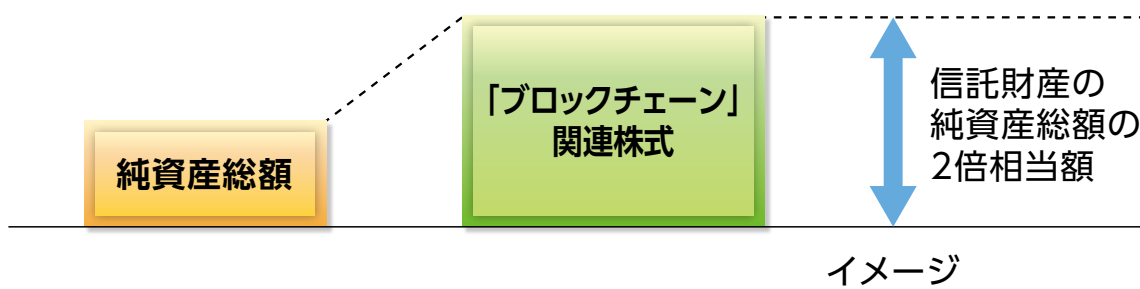 純資産総額
「ブロックチェーン」
関連株式
信託財産の
純資産総額の
2倍相当額
イメージ